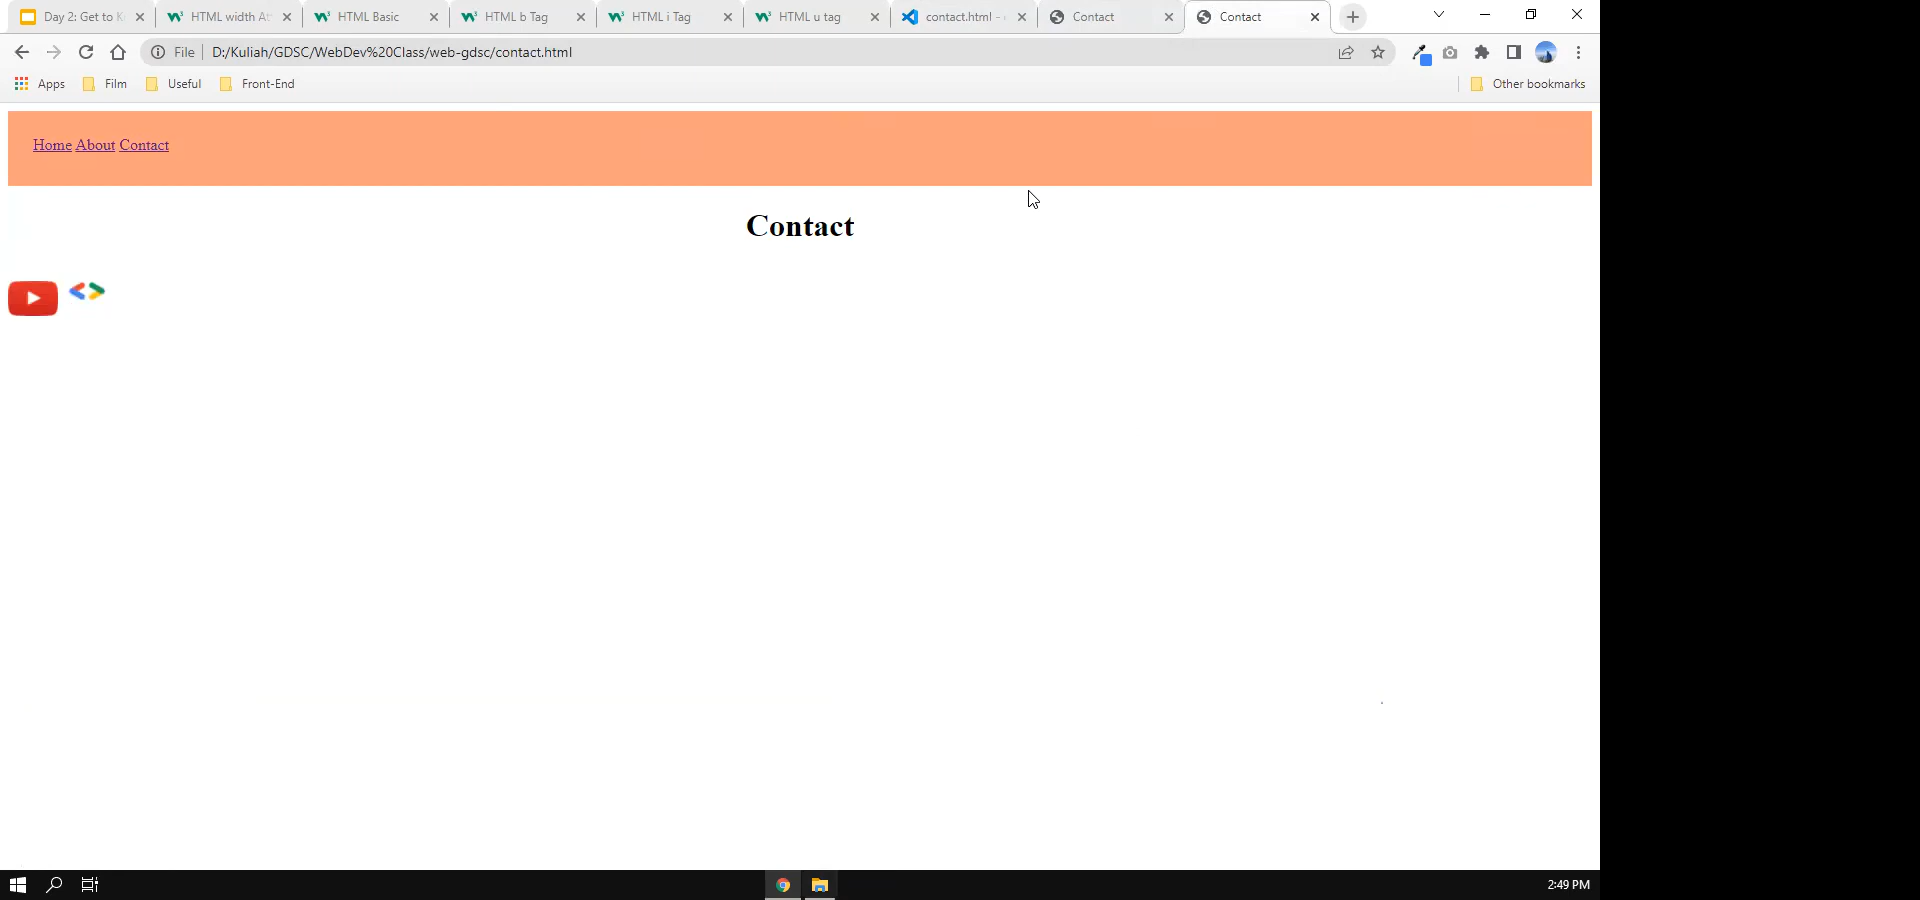 Day 2: Get to K
HTML width At
HTML Basic
HTML b Tag
HTML i Tag
HTML u tag
contact.html -
Contact
Contact
File
D:/Kuliah/GDSC/WebDev%20Class/web-gdsc/contact.html
Apps
Film
Useful
Front-End
Other bookmarks
Home About Contact
Contact
2:49 PM